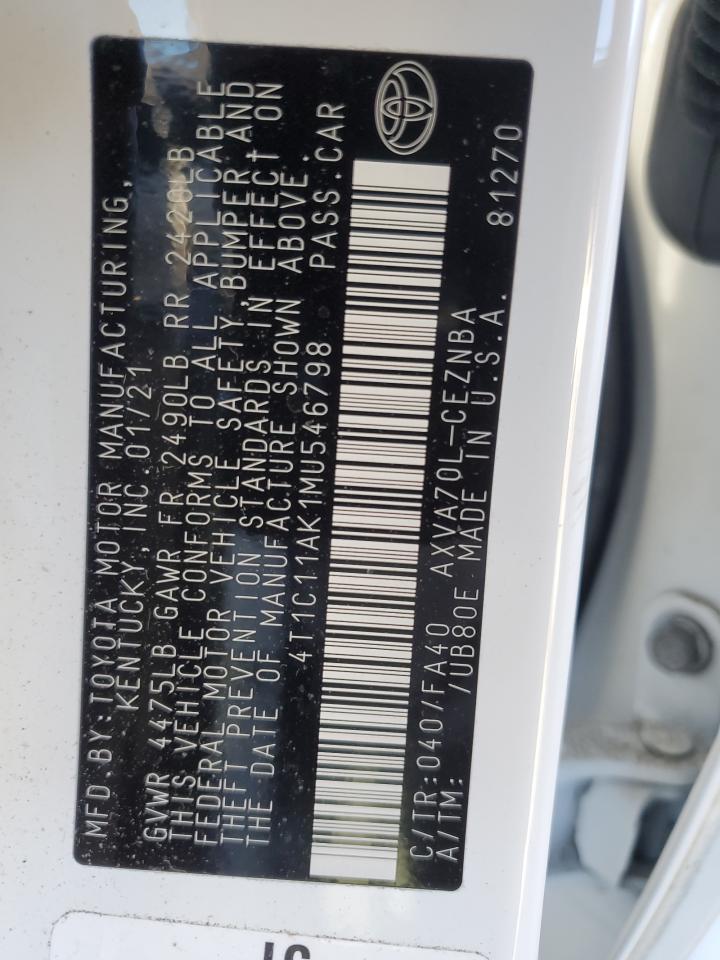 MFD.BY:TOYOTA MOTOR MANUFACTURING,
KENTUCKY, INC.01/21
GVWR 4475LB GAWR FR 2490LB RR 2420LB
THIS VEHICLE CONFORMS TO ALL APPLICABLE
FEDERAL MOTOR VEHICLE SAFETY, BUMPER AND
THEFT PREVENTION STANDARDS IN EFFECT ON
THE DATE OF MANUFACTURE SHOWN ABOVE.
4T1C11AK1MU546798 PASS.CAR
C/TR:0407/FA40 AXVA70L-CEZNBA
A/TM: /UB80E MADE IN U.S.A. 81270